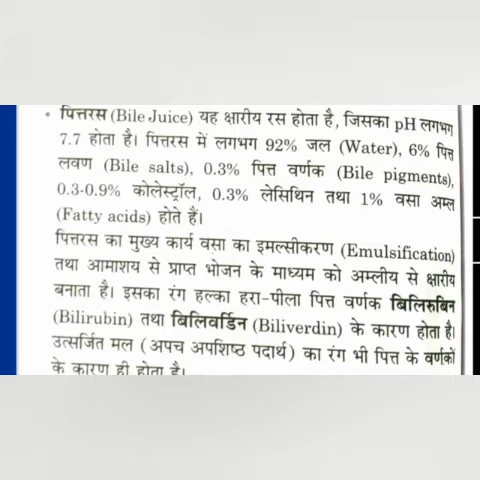 • पित्तरस (Bile Juice) यह क्षारीय रस होता है, जिसका pH लगभग
7.7 होता है। पित्तरस में लगभग 92% जल (Water), 6% पित्त
लवण (Bile salts), 0.3% पित्त वर्णक (Bile pigments),
0.3-0.9% कोलेस्ट्रॉल, 0.3% लेसिथिन तथा 1% वसा अम्ल
(Fatty acids) होते हैं।
पित्तरस का मुख्य कार्य वसा का इमल्सीकरण (Emulsification)
तथा आमाशय से प्राप्त भोजन के माध्यम को अम्लीय से क्षारीय
बनाता है। इसका रंग हल्का हरा-पीला पित्त वर्णक बिलिरुबिन
(Bilirubin) तथा बिलिवर्डिन (Biliverdin) के कारण होता है।
उत्सर्जित मल (अपच अपशिष्ठ पदार्थ) का रंग भी पित्त के वर्णकों
के कारण ही होता है।